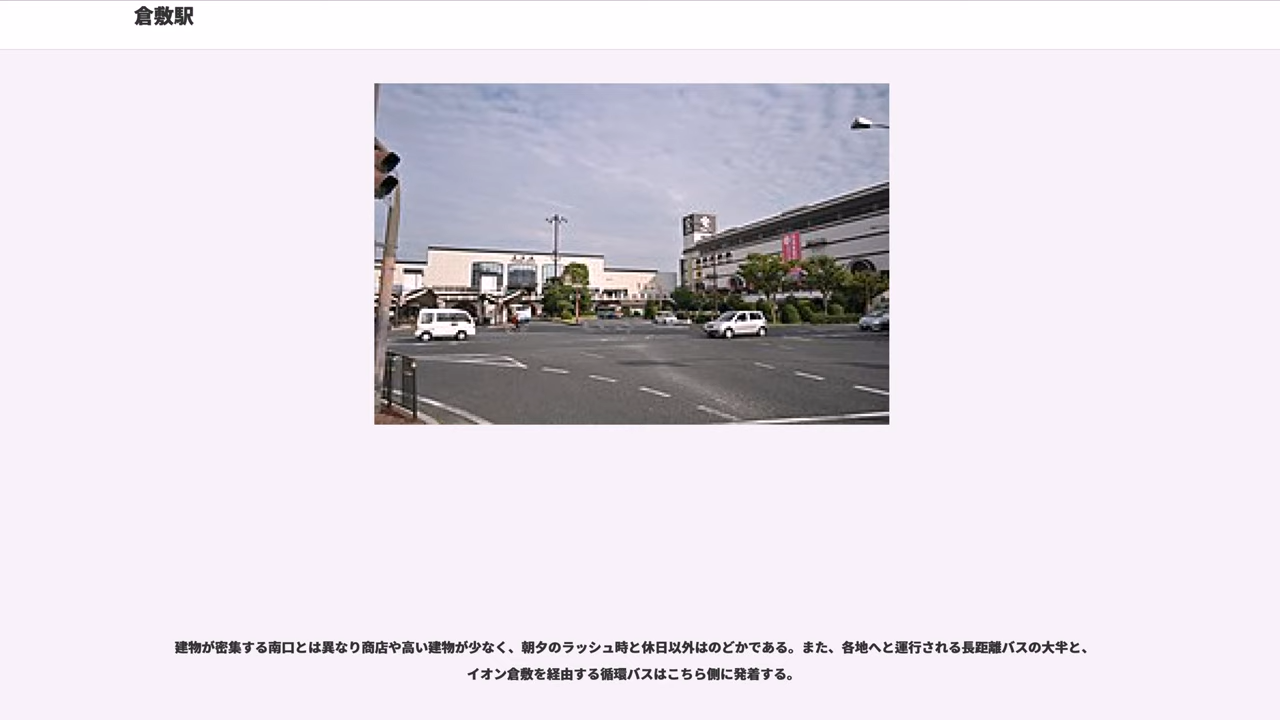 倉敷駅
建物が密集する南口とは異なり商店や高い建物が少なく、朝夕のラッシュ時と休日以外はのどかである。また、各地へと運行される長距離バスの大半と、
イオン倉敷を経由する循環バスはこちら側に発着する。